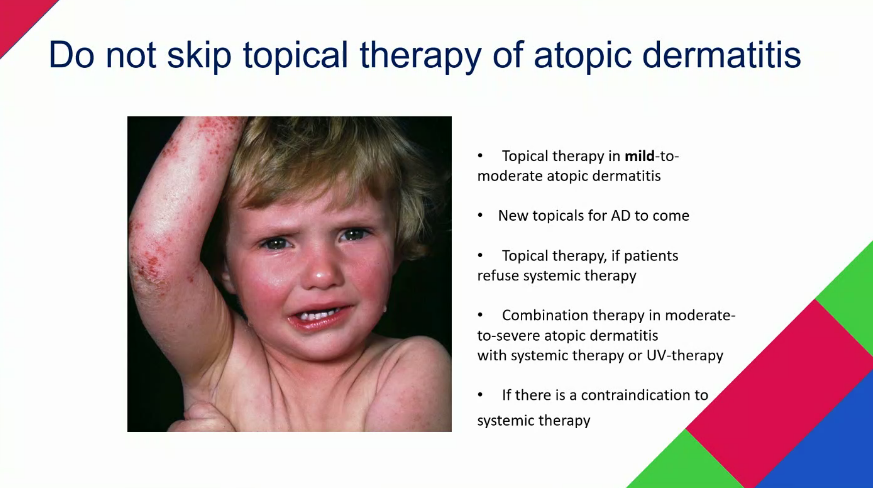 Do not skip topical therapy of atopic dermatitis
• Topical therapy in mild-to-
moderate atopic dermatitis
• New topicals for AD to come
• Topical therapy, if patients
refuse systemic therapy
• Combination therapy in moderate-
to-severe atopic dermatitis
with systemic therapy or UV-therapy
• If there is a contraindication to
systemic therapy